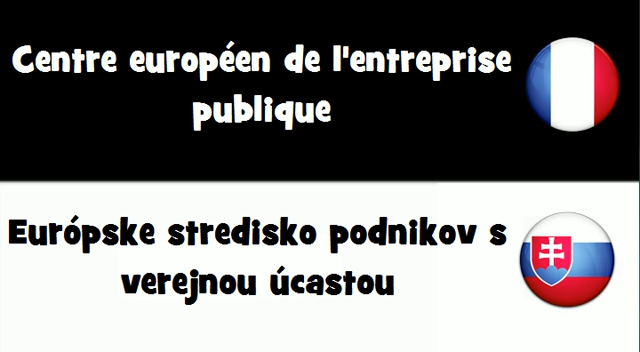 Centre européen de l'entreprise
publique
Európske stredisko podnikov s
verejnou úcastou